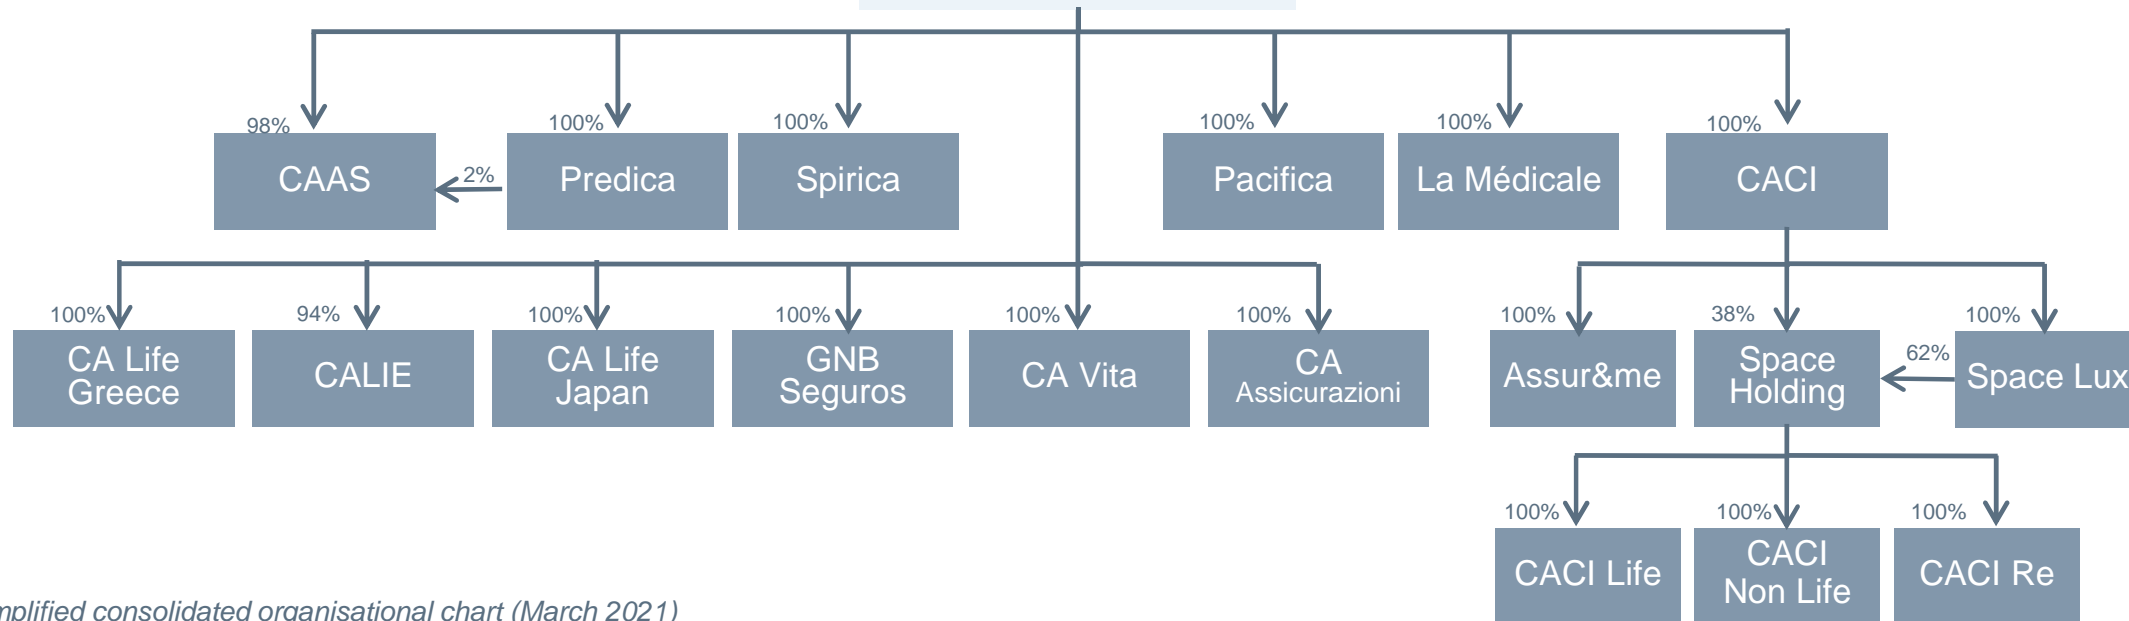 98%
100%
100%
100%
100%
100%
CAAS
2%
Predica
Spirica
Pacifica
La Médicale
CACI
100%
94%
100%
100%
100%
100%
100%
38%
100%
CA Life
Greece
CALIE
CA Life
Japan
GNB
Seguros
CA Vita
CA
Assicurazioni
Assur&me
Space
Holding
62%
Space Lux
100%
100%
100%
CACI Life
CACI
Non Life
CACI Re
consolidated organisational chart (March 2021)